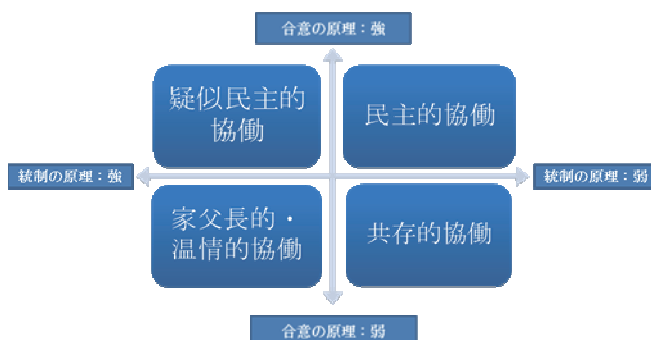 合意の原理：強
疑似民主的
協働
民主的協働
統制の原理：強
統制の原理：弱
家父長的・
温情的協働
共存的協働
合意の原理：弱